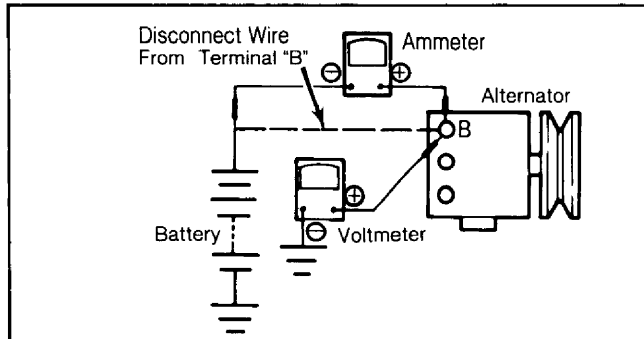 Disconnect Wire
From Terminal "B"
Ammeter
⊖
⊕
Alternator
B
⊕
Battery
⊖
Voltmeter